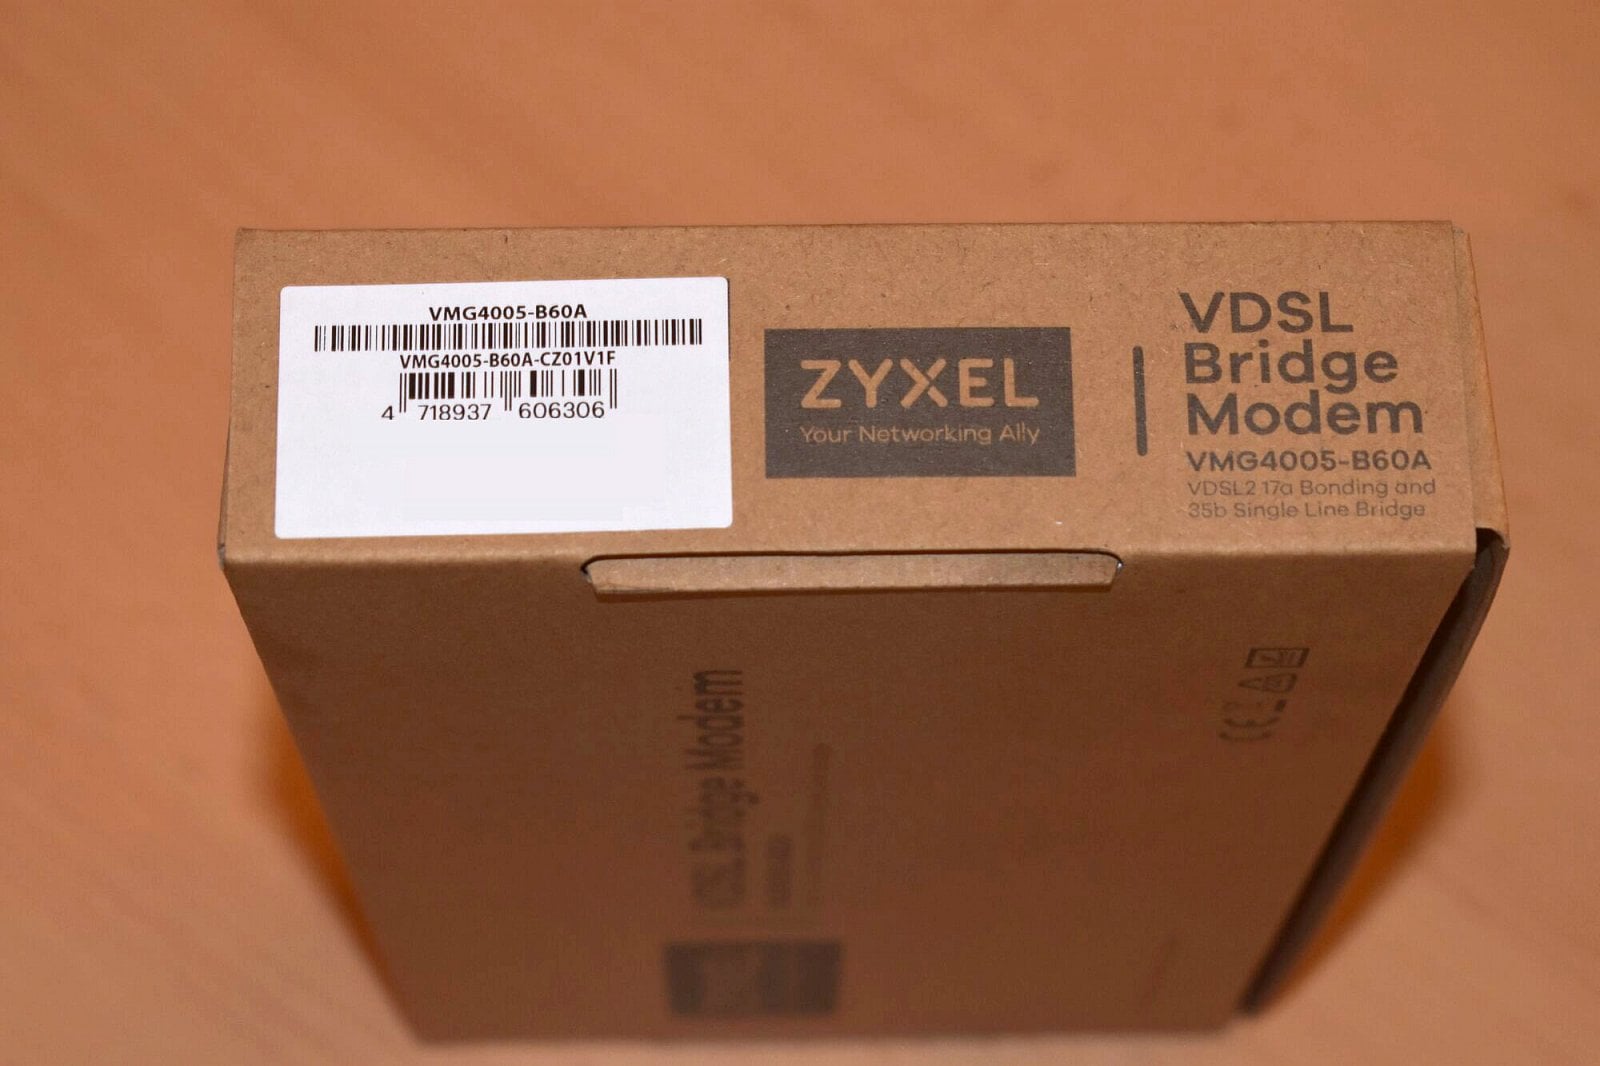 VMG4005-B60A
VMG4005-B60A-CZ01V1F
4 718937 606306
ZYXEL
Your Networking Ally
VDSL
Bridge
Modem
VMG4005-B60A
VDSL2 17a Bonding and
35b Single Line Bridge
VDSL Bridge Modem
CE